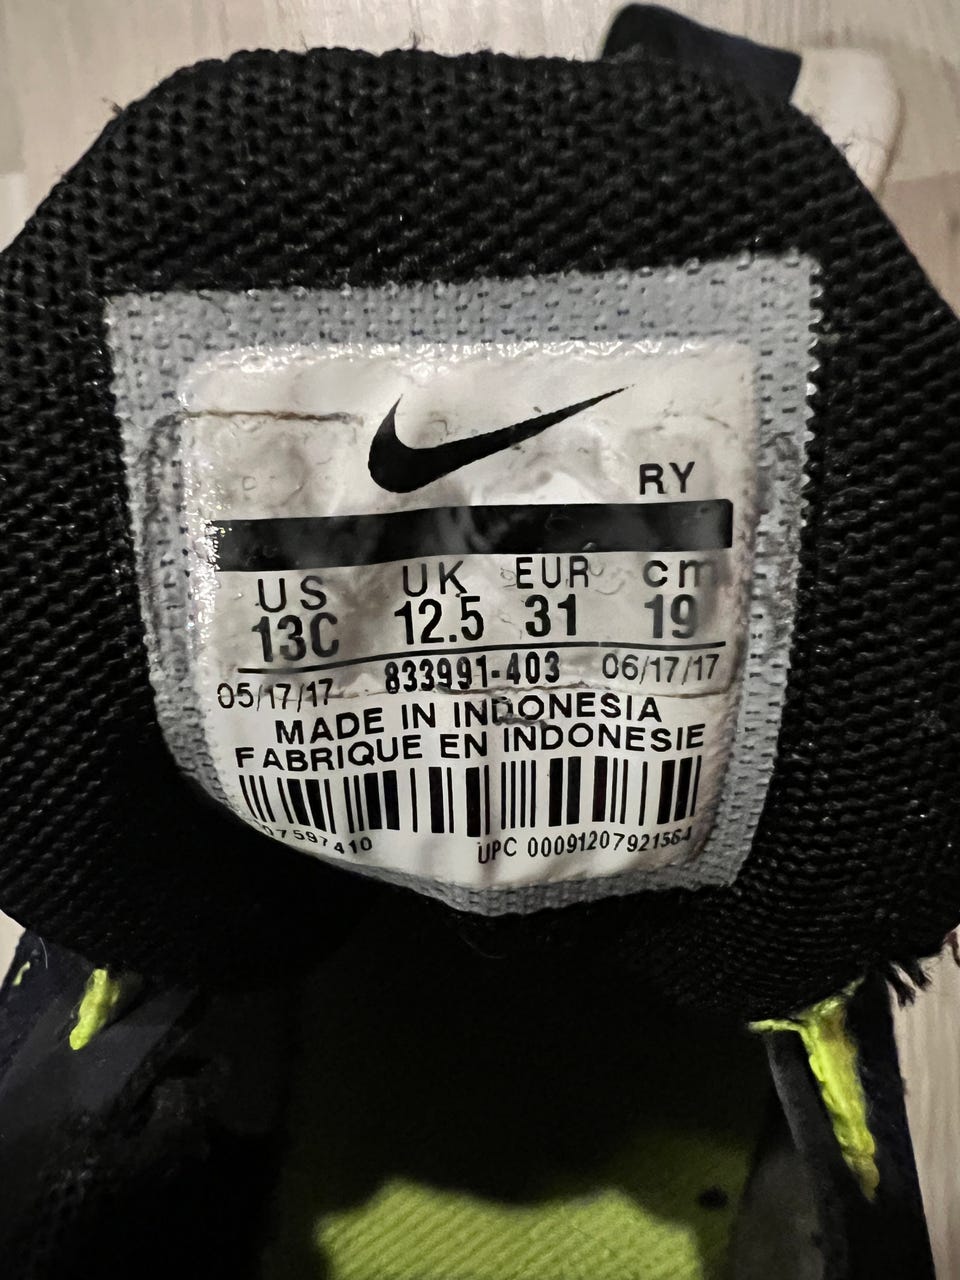 RY
US UK EUR cm
13C 12.5 31 19
05/17/17 833991-403 06/17/17
MADE IN INDONESIA
FABRIQUE EN INDONESIE
07597410 UPC 00091207921564